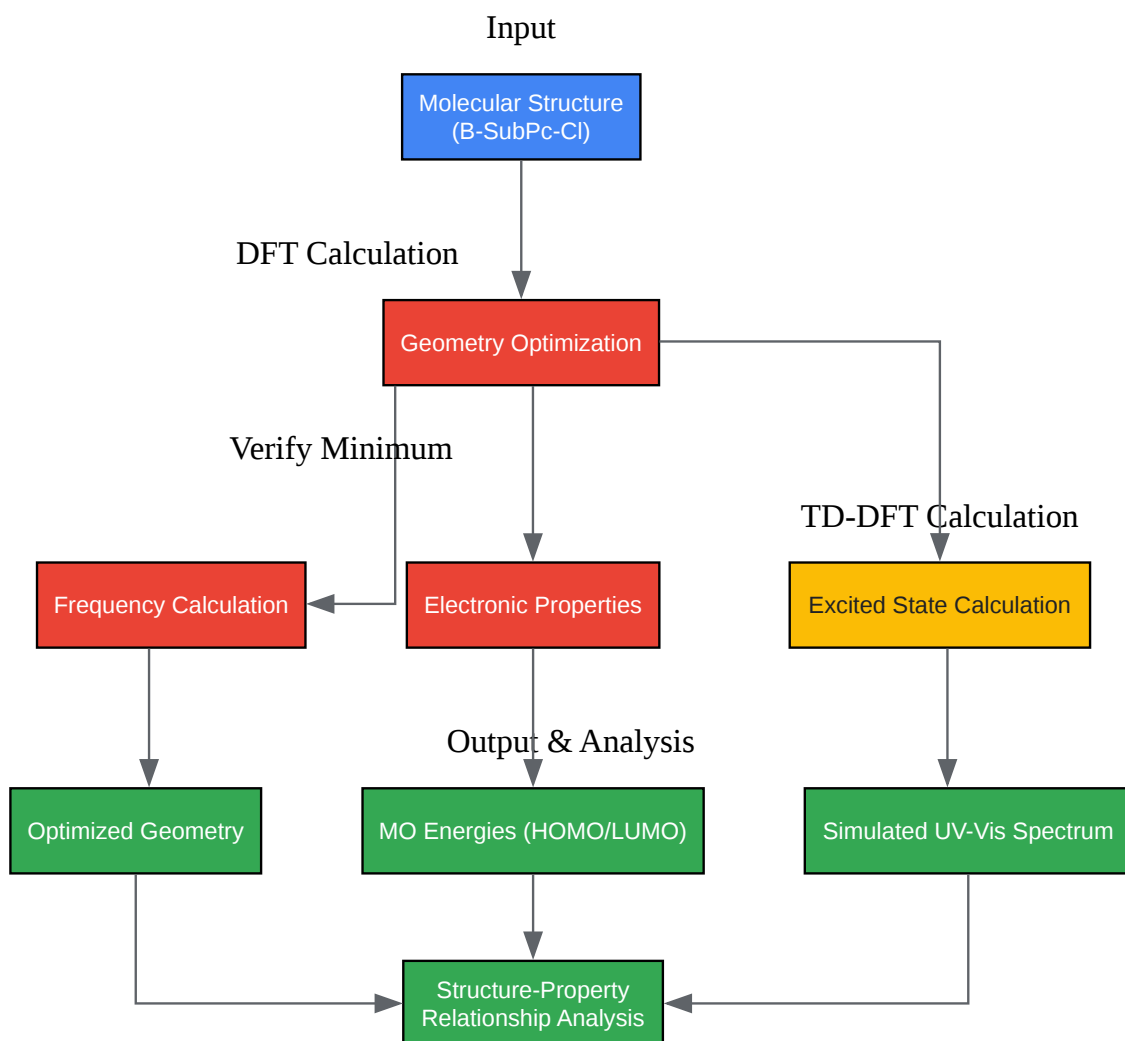 Input
Molecular Structure
(B-SubPc-Cl)
DFT Calculation
Geometry Optimization
Verify Minimum
TD-DFT Calculation
Frequency Calculation
Electronic Properties
Excited State Calculation
Output & Analysis
Optimized Geometry
MO Energies (HOMO/LUMO)
Simulated UV-Vis Spectrum
Structure-Property
Relationship Analysis